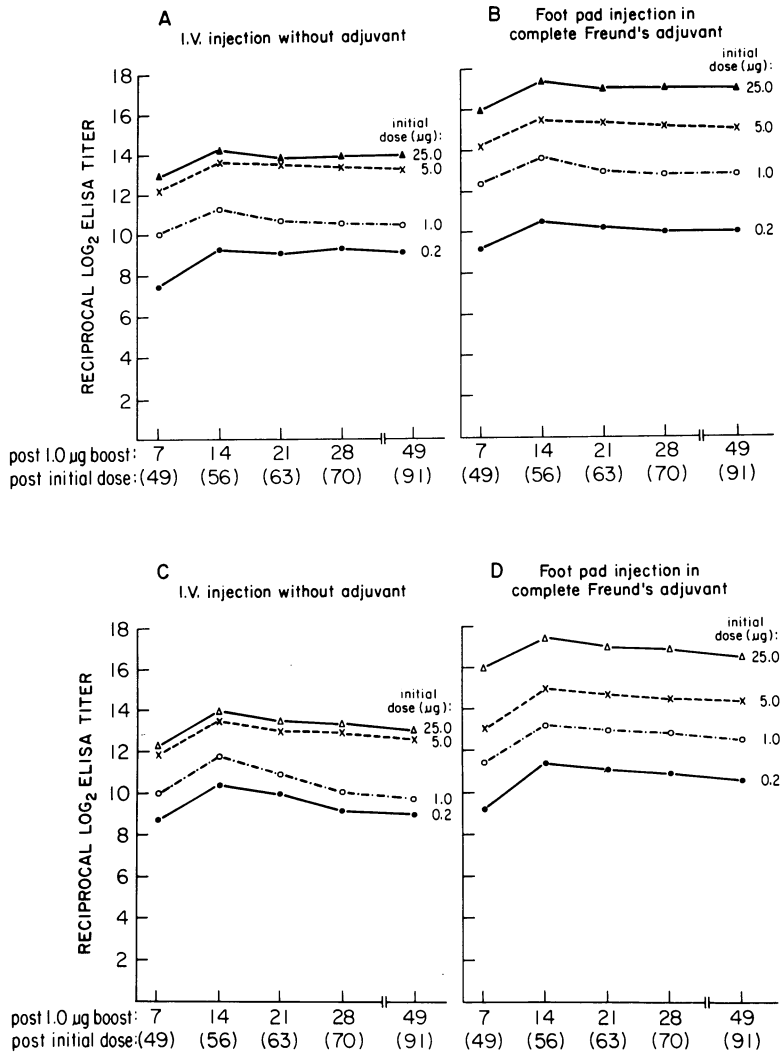 A
I.V. injection without adjuvant
B
Foot pad injection in
complete Freund's adjuvant
RECIPROCAL LOG2 ELISA TITER
18
16
14
12
10
8
6
4
2
initial
dose (µg):
25.0
5.0
1.0
0.2
initial
dose (µg):
25.0
5.0
1.0
0.2
post 1.0 µg boost: 7 14 21 28 49 7 14 21 28 49
post initial dose: (49) (56) (63) (70) (91) (49) (56) (63) (70) (91)
C
I.V. injection without adjuvant
D
Foot pad injection in
complete Freund's adjuvant
RECIPROCAL LOG2 ELISA TITER
18
16
14
12
10
8
6
4
2
initial
dose (µg):
25.0
5.0
1.0
0.2
initial
dose (µg):
25.0
5.0
1.0
0.2
post 1.0 µg boost: 7 14 21 28 49 7 14 21 28 49
post initial dose: (49) (56) (63) (70) (91) (49) (56) (63) (70) (91)